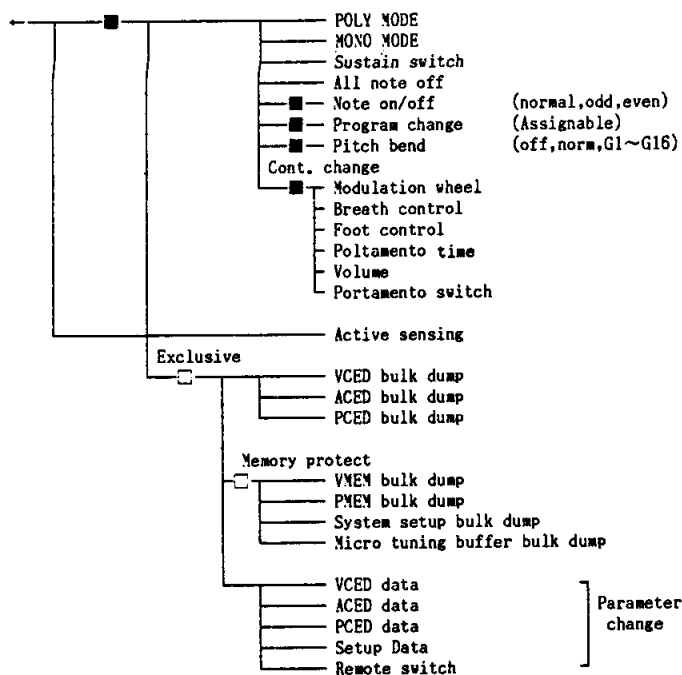 POLY MODE
MONO MODE
Sustain switch
All note off
Note on/off (normal,odd,even)
Program change (Assignable)
Pitch bend (off,norm,G1~G16)
Cont. change
Modulation wheel
Breath control
Foot control
Poltamento time
Volume
Portamento switch
Active sensing
Exclusive
VCED bulk dump
ACED bulk dump
PCED bulk dump
Memory protect
VMEM bulk dump
PMEM bulk dump
System setup bulk dump
Micro tuning buffer bulk dump
VCED data
ACED data
Parameter
PCED data
change
Setup Data
Remote switch